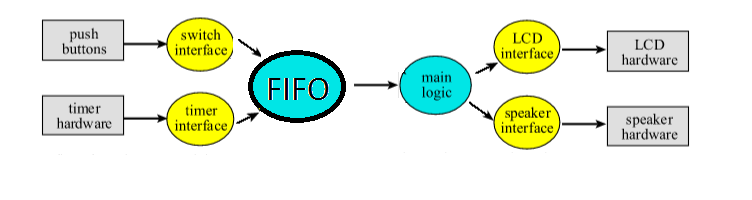 push
buttons
switch
interface
timer
hardware
timer
interface
FIFO
main
logic
LCD
interface
LCD
hardware
speaker
interface
speaker
hardware